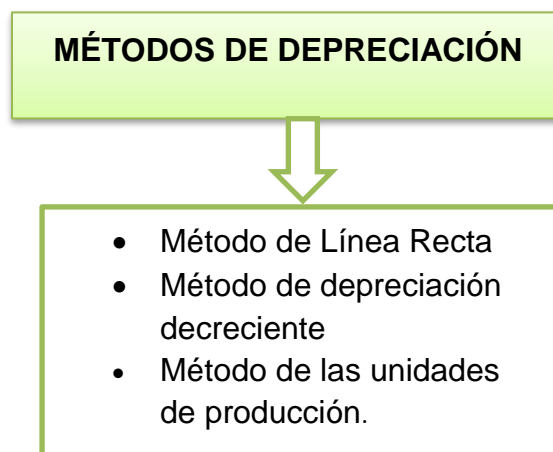 MÉTODOS DE DEPRECIACIÓN
• Método de Línea Recta
• Método de depreciación
decreciente
• Método de las unidades
de producción.